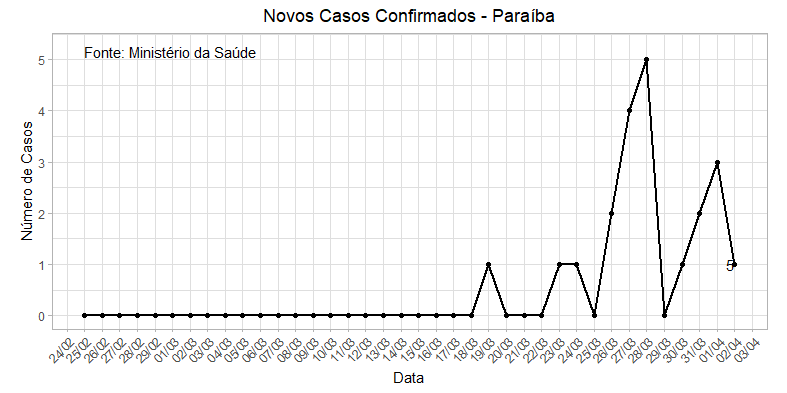 Novos Casos Confirmados - Paraíba
Fonte: Ministério da Saúde
Número de Casos
5
4
3
2
1
0
5
24/02 25/02 26/02 27/02 28/02 29/02 01/03 02/03 03/03 04/03 05/03 06/03 07/03 08/03 09/03 10/03 11/03 12/03 13/03 14/03 15/03 16/03 17/03 18/03 19/03 20/03 21/03 22/03 23/03 24/03 25/03 26/03 27/03 28/03 29/03 30/03 31/03 01/04 02/04 03/04
Data